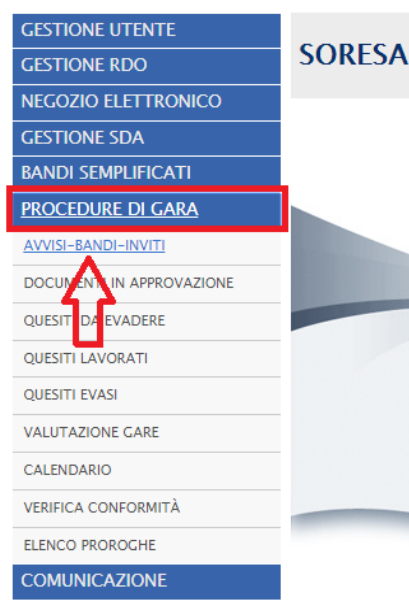 GESTIONE UTENTE
GESTIONE RDO
SORESA
NEGOZIO ELETTRONICO
GESTIONE SDA
BANDI SEMPLIFICATI
PROCEDURE DI GARA
AVVISI-BANDI-INVITI
DOCUMENTI IN APPROVAZIONE
QUESITI DA EVADERE
QUESITI LAVORATI
QUESITI EVASI
VALUTAZIONE GARE
CALENDARIO
VERIFICA CONFORMITÀ
ELENCO PROROGHE
COMUNICAZIONE